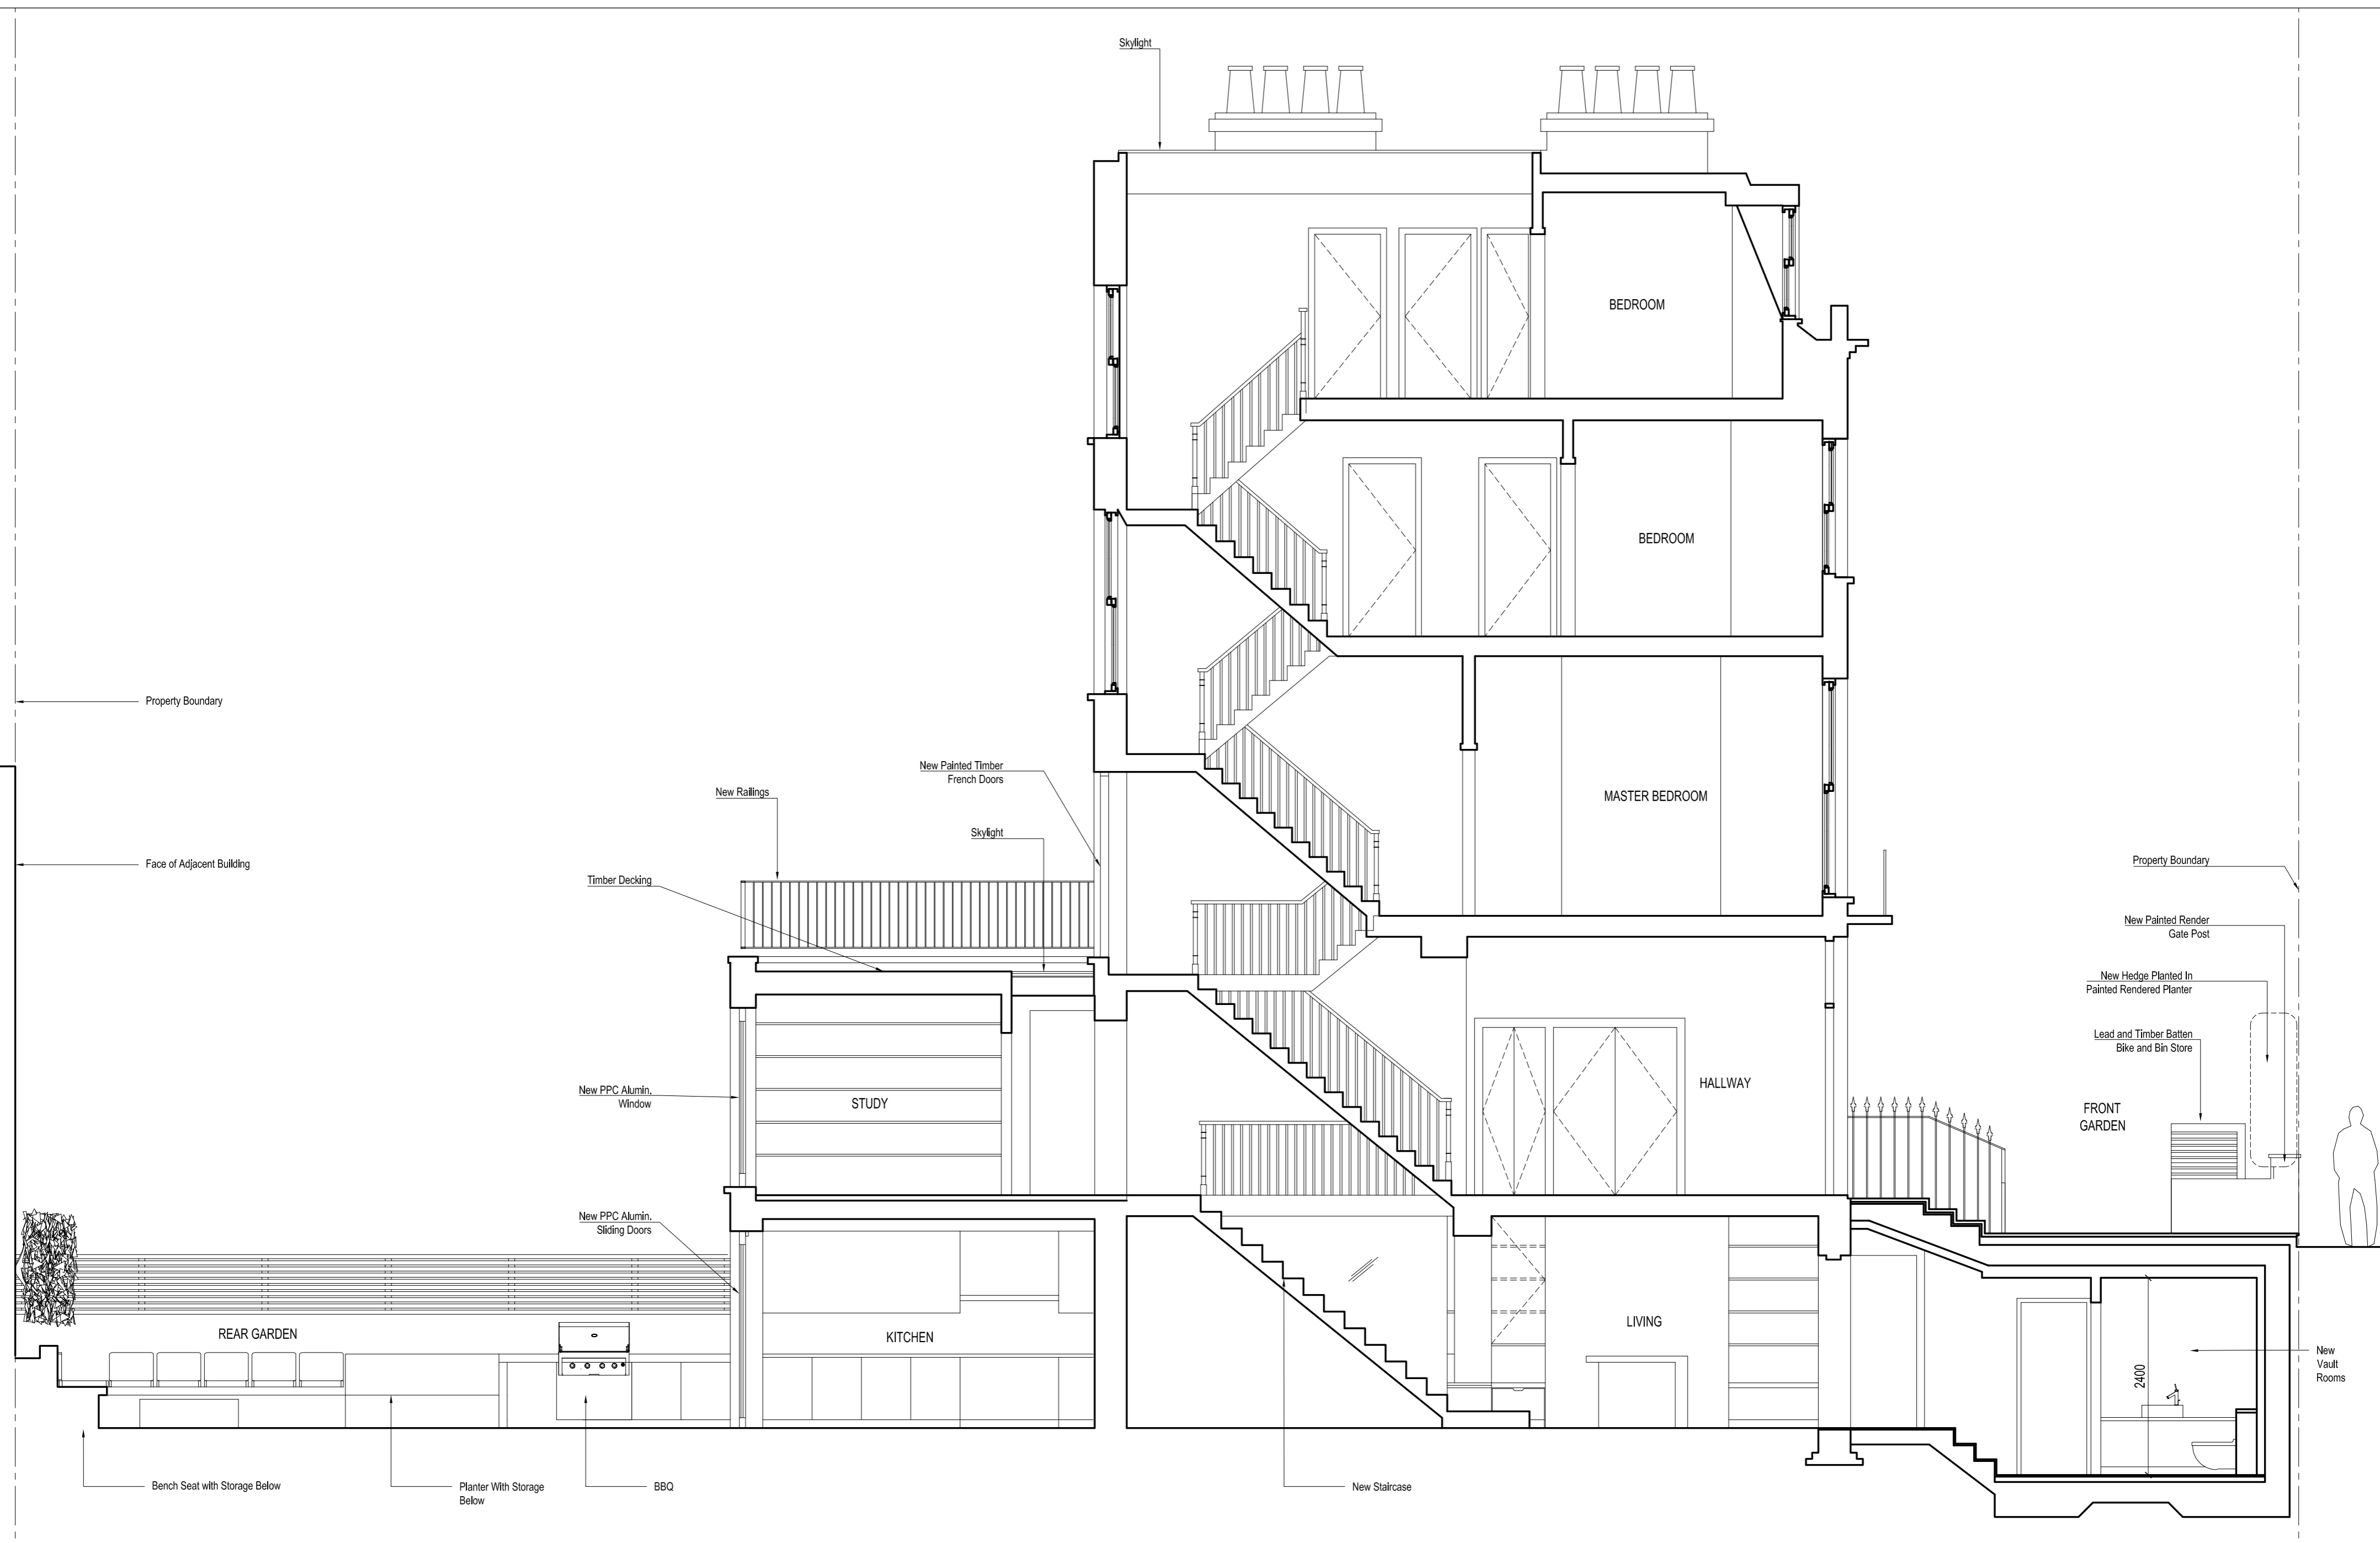 Skylight
BEDROOM
BEDROOM
Property Boundary
New Painted Timber
French Doors
New Railings
MASTER BEDROOM
Skylight
Face of Adjacent Building
Property Boundary
Timber Decking
New Painted Render
Gate Post
New Hedge Planted In
Painted Rendered Planter
Lead and Timber Batten
Bike and Bin Store
New PPC Alumin.
Window
STUDY
HALLWAY
FRONT
GARDEN
New PPC Alumin.
Sliding Doors
REAR GARDEN
KITCHEN
LIVING
2400
New
Vault
Rooms
Bench Seat with Storage Below
Planter With Storage
Below
BBQ
New Staircase